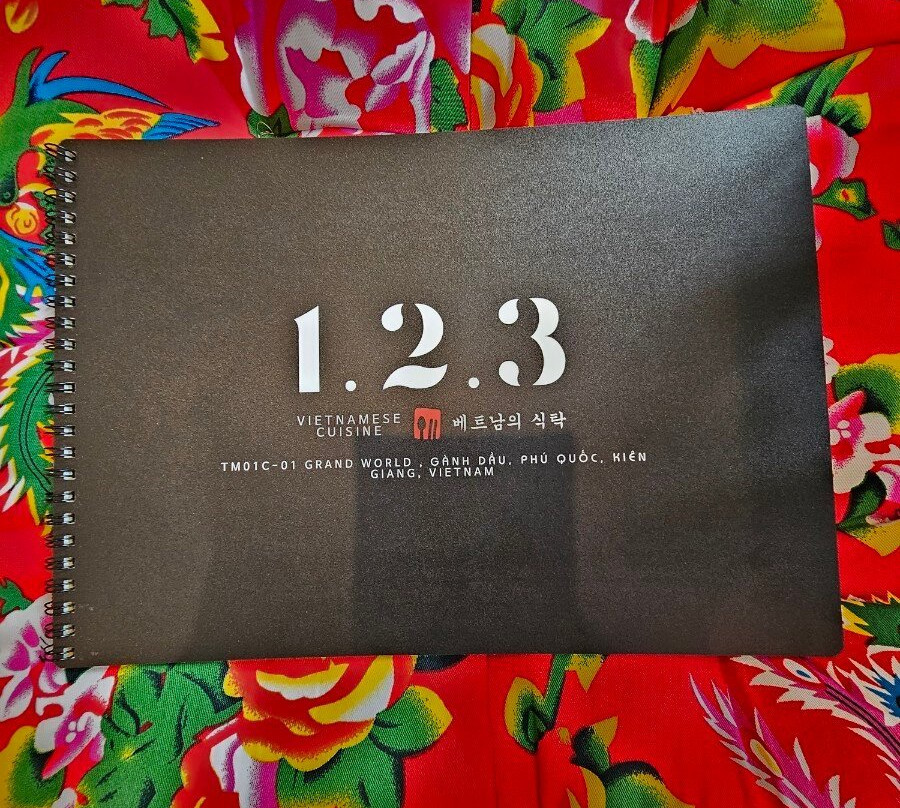 1.2.3
VIETNAMESE
CUISINE
베트남의 식탁
TM01C-01 GRAND WORLD , GÀNH DẦU, PHÚ QUỐC, KIÊN
GIANG, VIETNAM